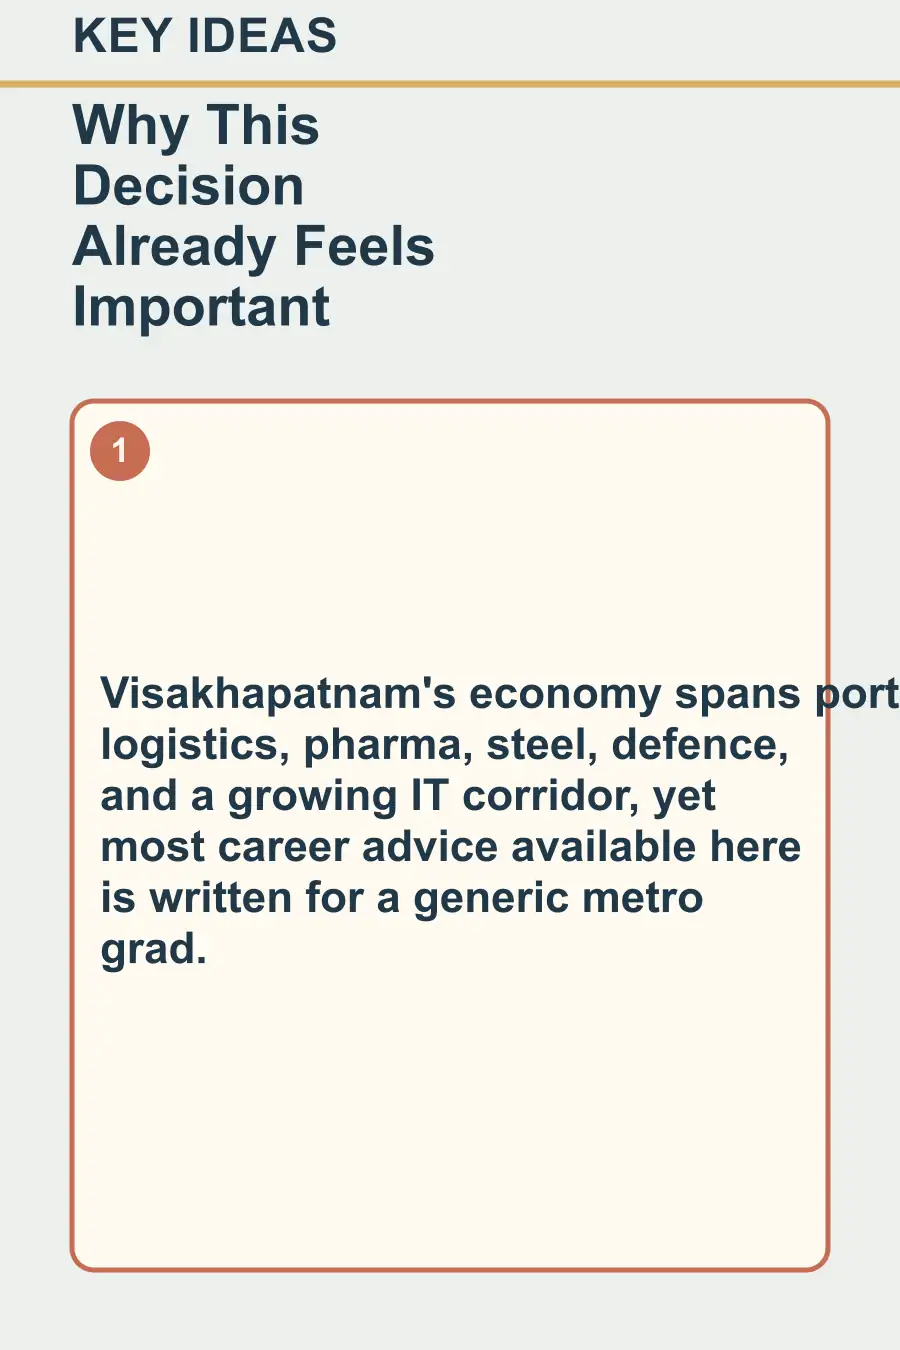 KEY IDEAS
Why This
Decision
Already Feels
Important
1
Visakhapatnam's economy spans port
logistics, pharma, steel, defence,
and a growing IT corridor, yet
most career advice available here
is written for a generic metro
grad.